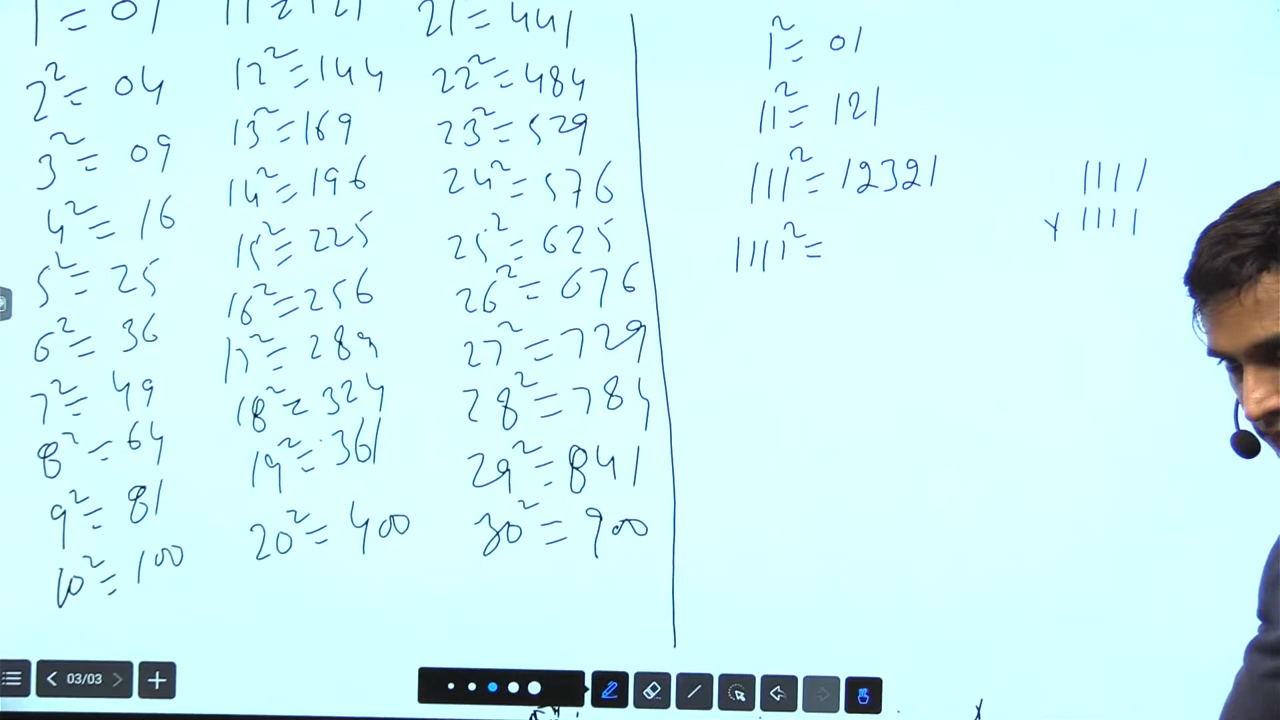 1 = 01
2² = 04
3² = 09
4² = 16
5² = 25
6² = 36
7² = 49
8² = 64
9² = 81
10² = 100
11 = 121
12² = 144
13² = 169
14² = 196
15² = 225
16² = 256
17² = 289
18² = 324
19² = 361
20² = 400
21 = 441
22² = 484
23² = 529
24² = 576
25² = 625
26² = 676
27² = 729
28² = 784
29² = 841
30² = 900
1² = 01
11² = 121
111² = 12321
1111² =
1111
x 1111
03/03